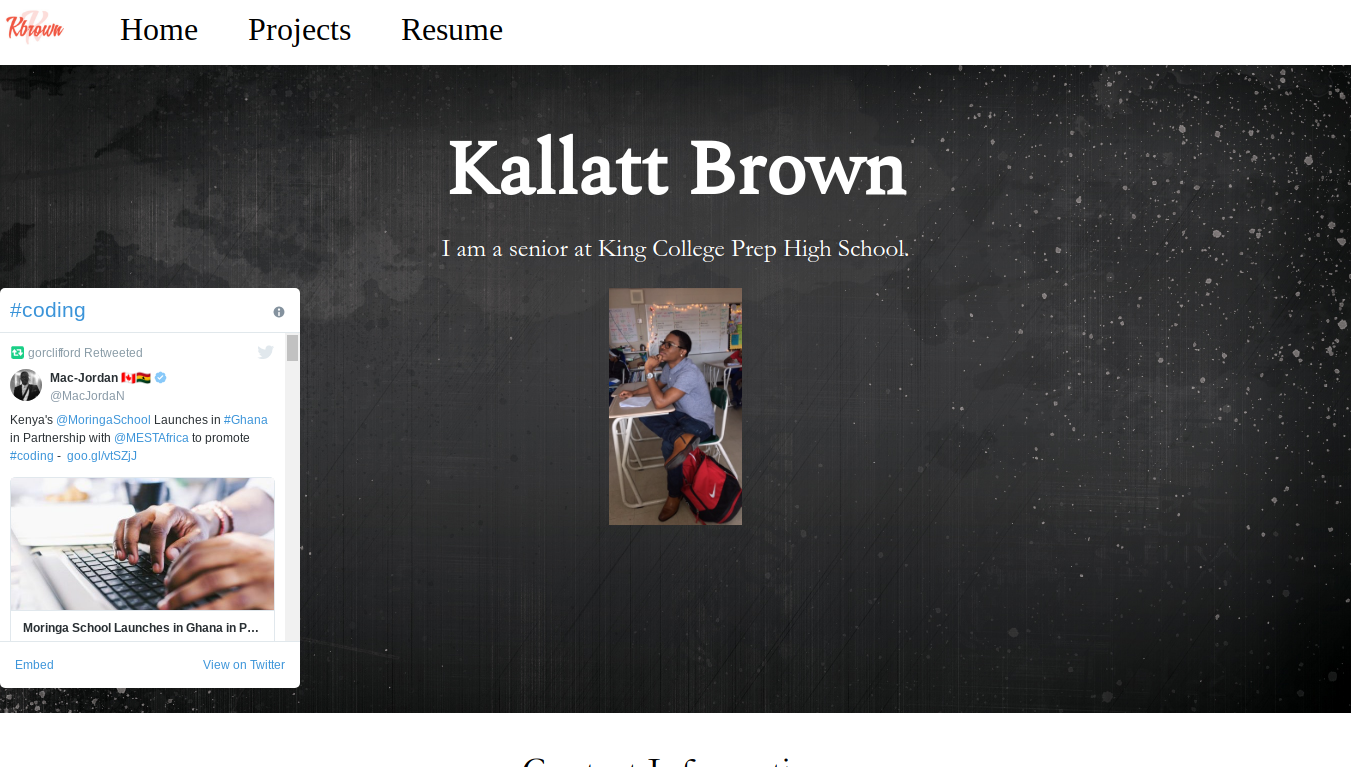 Kbrown
Home Projects Resume
Kallatt Brown
I am a senior at King College Prep High School.
#coding
gorclifford Retweeted
Mac-Jordan 🇨🇦🇬🇭
@MacJordaN
Kenya's @MoringaSchool Launches in #Ghana
in Partnership with @MESTAfrica to promote
#coding - goo.gl/vtSZjJ
Moringa School Launches in Ghana in P…
Embed View on Twitter
Contact Information